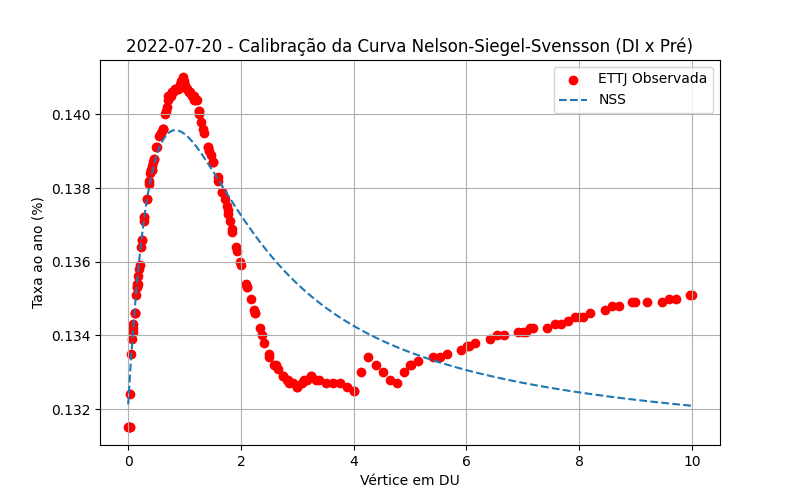 2022-07-20 - Calibração da Curva Nelson-Siegel-Svensson (DI x Pré)
ETTJ Observada
NSS
Taxa ao ano (%)
0.140
0.138
0.136
0.134
0.132
0
2
4
6
8
10
Vértice em DU